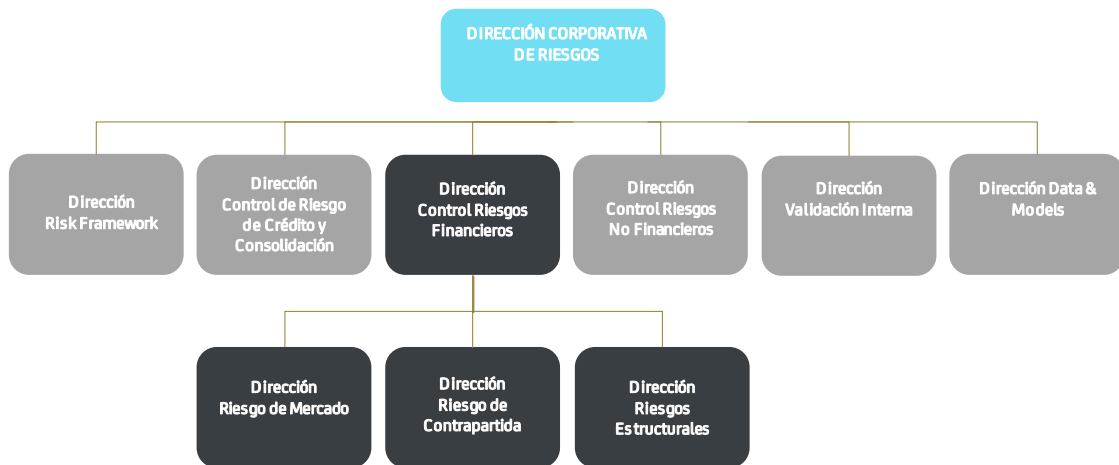 DIRECCIÓN CORPORATIVA
DE RIESGOS
Dirección
Risk Framework
Dirección
Control de Riesgo
de Crédito y
Consolidación
Dirección
Control Riesgos
Financieros
Dirección
Control Riesgos
No Financieros
Dirección
Validación Interna
Dirección Data &
Models
Dirección
Riesgo de Mercado
Dirección
Riesgo de
Contrapartida
Dirección
Riesgos
Estructurales